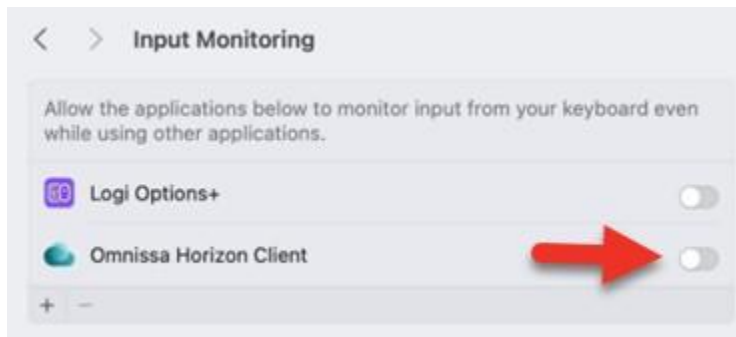 Input Monitoring
Allow the applications below to monitor input from your keyboard even
while using other applications.
Logi Options+
Omnissa Horizon Client